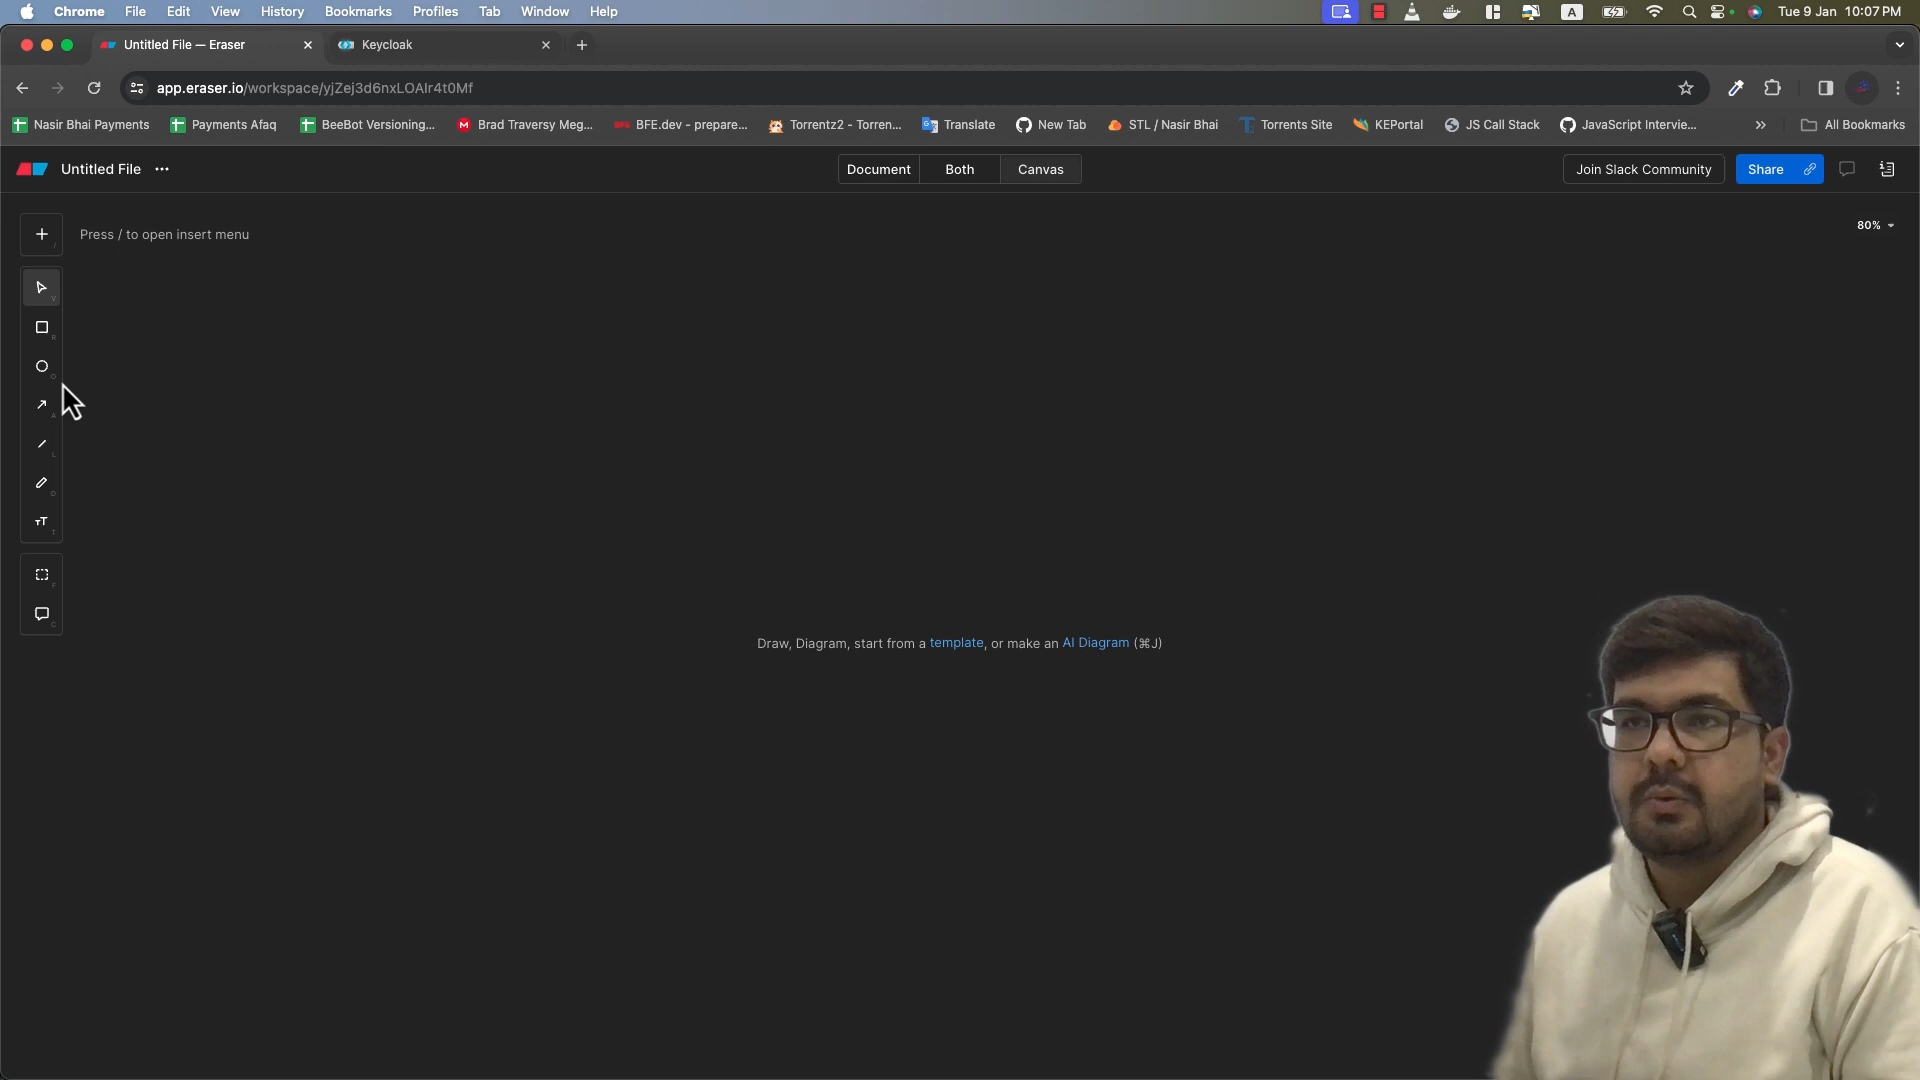 Chrome File Edit View History Bookmarks Profiles Tab Window Help A Tue 9 Jan 10:07 PM
Untitled File — Eraser Keycloak
app.eraser.io/workspace/yjZej3d6nxLOAIr4t0Mf
Nasir Bhai Payments Payments Afaq BeeBot Versioning... Brad Traversy Meg... BFE.dev - prepare... Torrentz2 - Torren... Translate New Tab STL / Nasir Bhai Torrents Site KEPortal JS Call Stack JavaScript Intervie... » All Bookmarks
Untitled File ••• Document Both Canvas Join Slack Community Share
Press / to open insert menu 80%
V
R
O
A
L
D
T
F
C
Draw, Diagram, start from a template, or make an AI Diagram (⌘J)